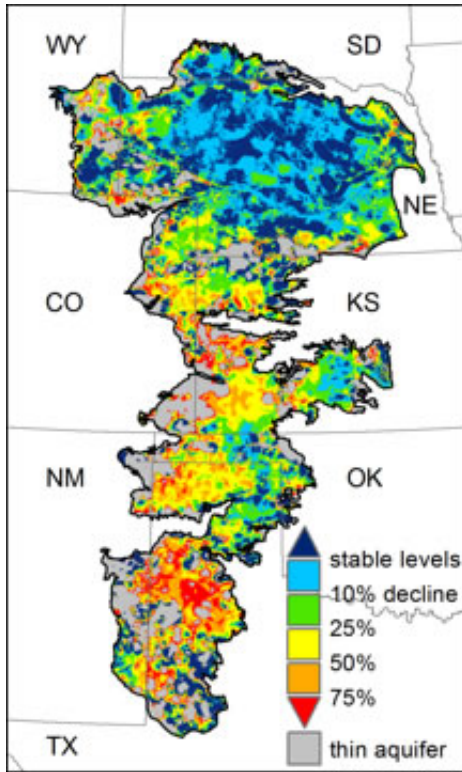 WY
SD
NE
CO
KS
NM
OK
stable levels
10% decline
25%
50%
75%
thin aquifer
TX